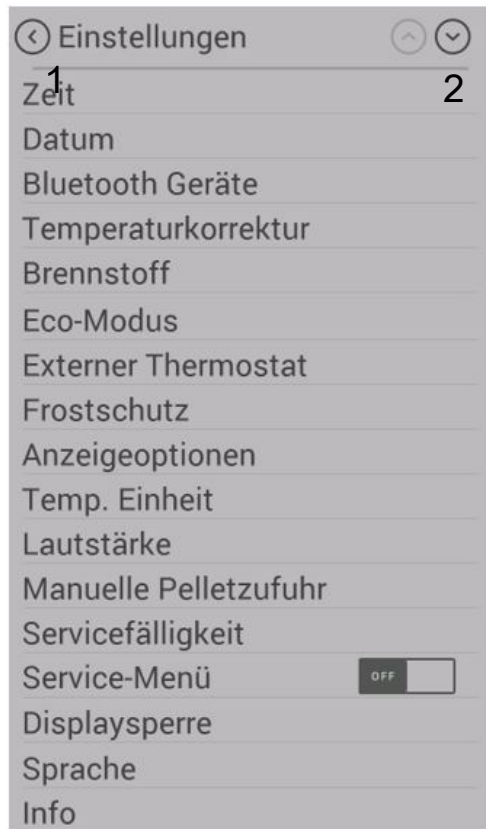 Einstellungen
1
2
Zeit
Datum
Bluetooth Geräte
Temperaturkorrektur
Brennstoff
Eco-Modus
Externer Thermostat
Frostschutz
Anzeigeoptionen
Temp. Einheit
Lautstärke
Manuelle Pelletzufuhr
Servicefälligkeit
Service-Menü OFF
Displaysperre
Sprache
Info